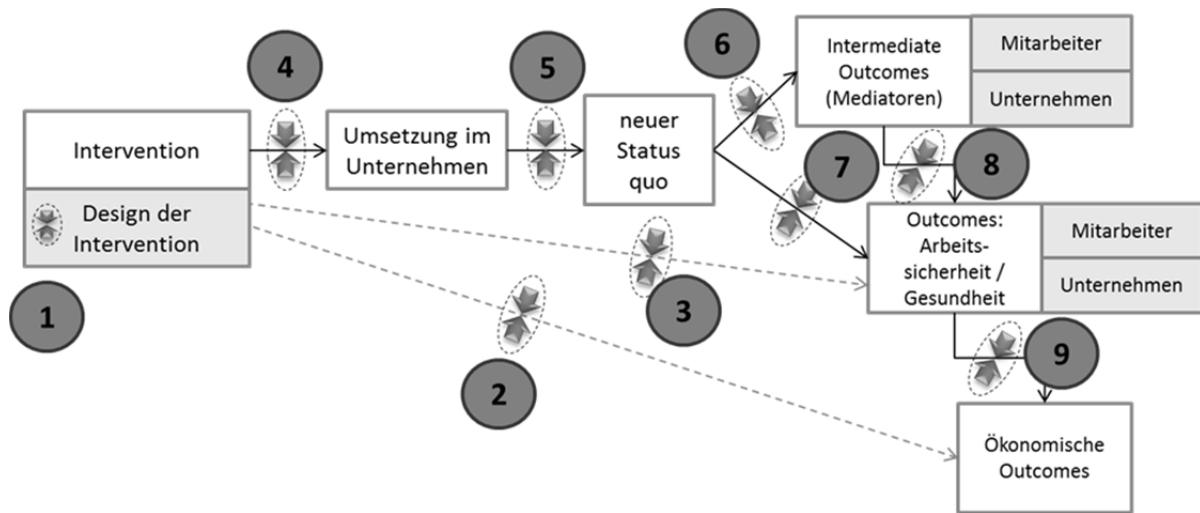 4
5
6
Intermediate
Outcomes
(Mediatoren)
Mitarbeiter
Unternehmen
Intervention
Umsetzung im
Unternehmen
neuer
Status
quo
7
8
Design der
Intervention
Outcomes:
Arbeits-
sicherheit /
Gesundheit
Mitarbeiter
Unternehmen
1
3
2
9
Ökonomische
Outcomes